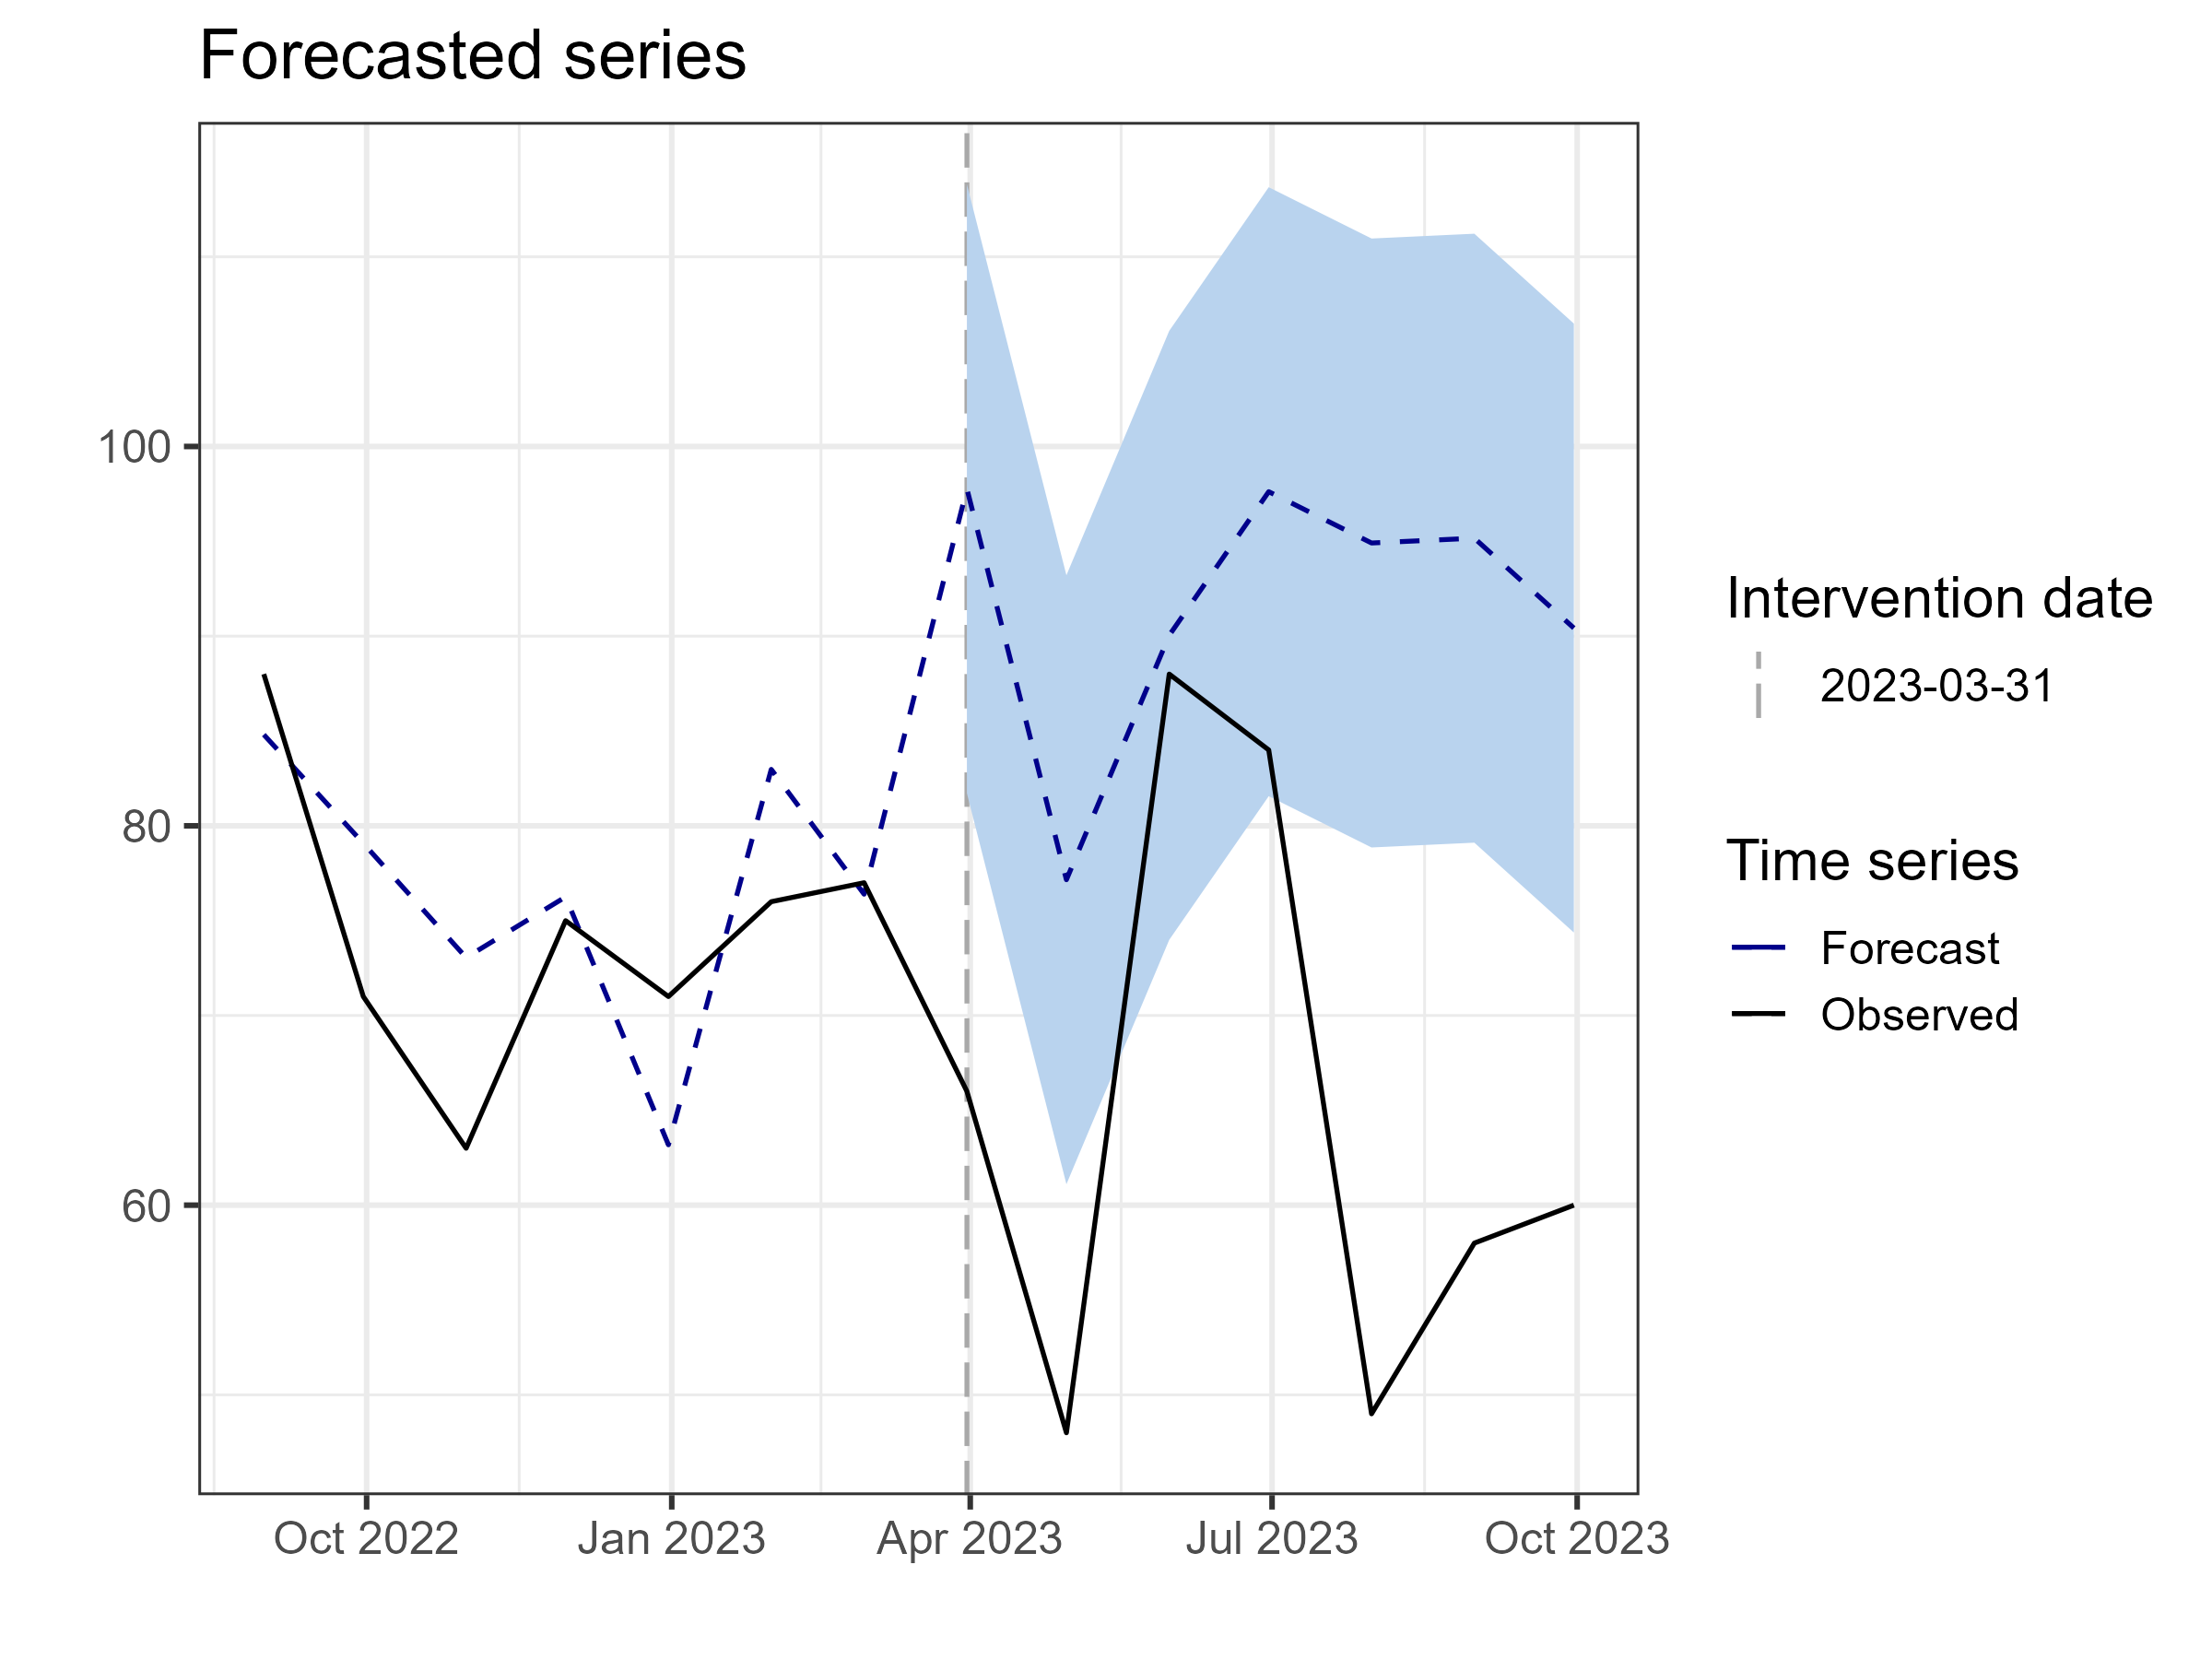 Forecasted series
100
80
60
Oct 2022
Jan 2023
Apr 2023
Jul 2023
Oct 2023
Intervention date
2023-03-31
Time series
Forecast
Observed